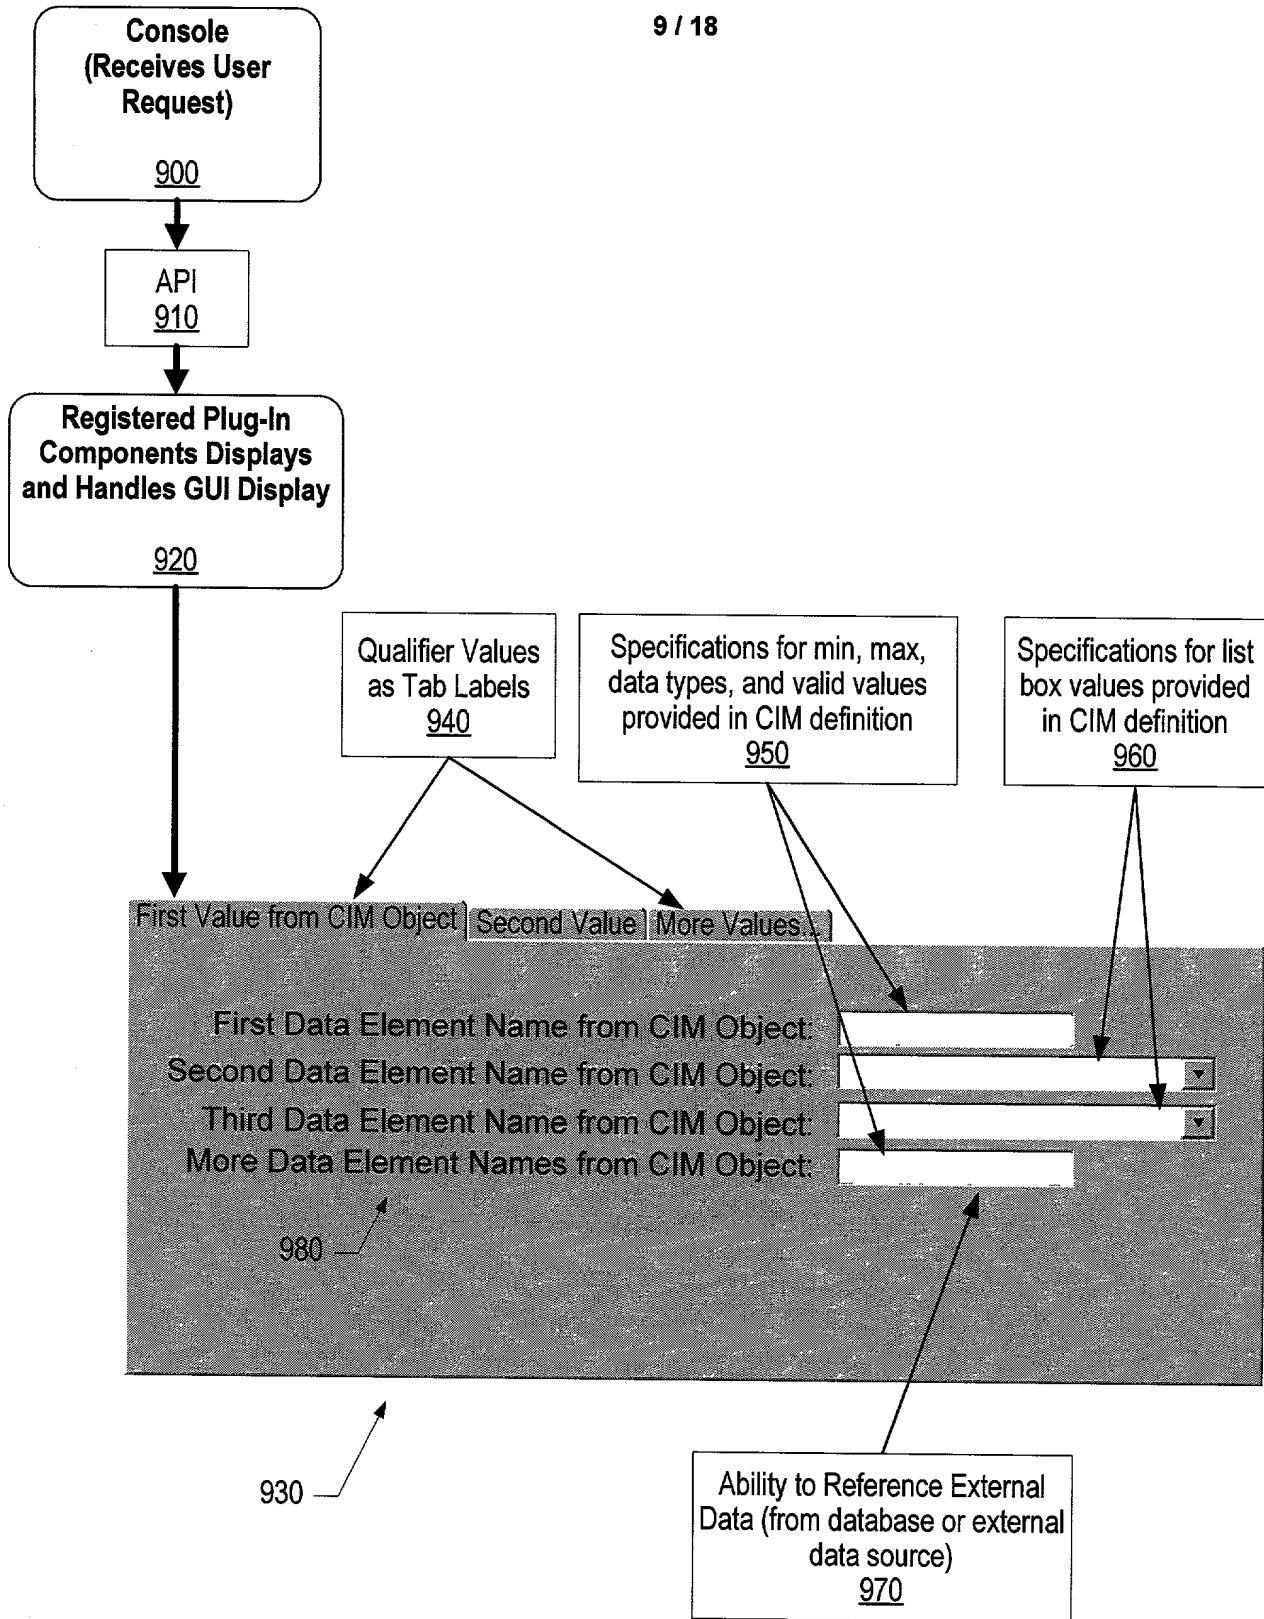 9 / 18
Console
(Receives User
Request)
900
API
910
Registered Plug-In
Components Displays
and Handles GUI Display
920
Qualifier Values
as Tab Labels
940
Specifications for min, max,
data types, and valid values
provided in CIM definition
950
Specifications for list
box values provided
in CIM definition
960
First Value from CIM Object
Second Value
More Values...
First Data Element Name from CIM Object:
Second Data Element Name from CIM Object:
Third Data Element Name from CIM Object:
More Data Element Names from CIM Object:
980
930
Ability to Reference External
Data (from database or external
data source)
970